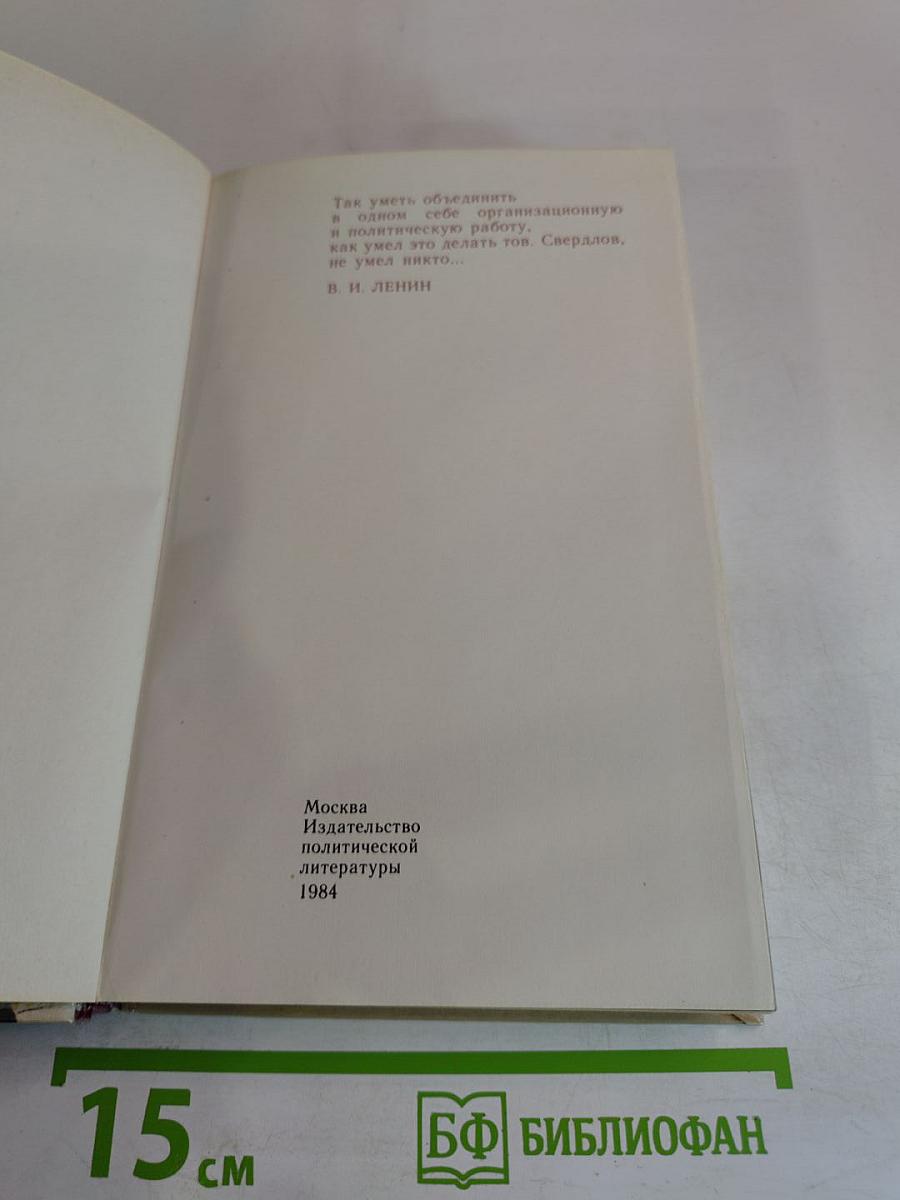 Так уметь объединить
в одном себе организационную
и политическую работу,
как умел это делать тов. Свердлов,
не умел никто...
В. И. ЛЕНИН
Москва
Издательство
политической
литературы
1984
15 см
БФ БИБЛИОФАН